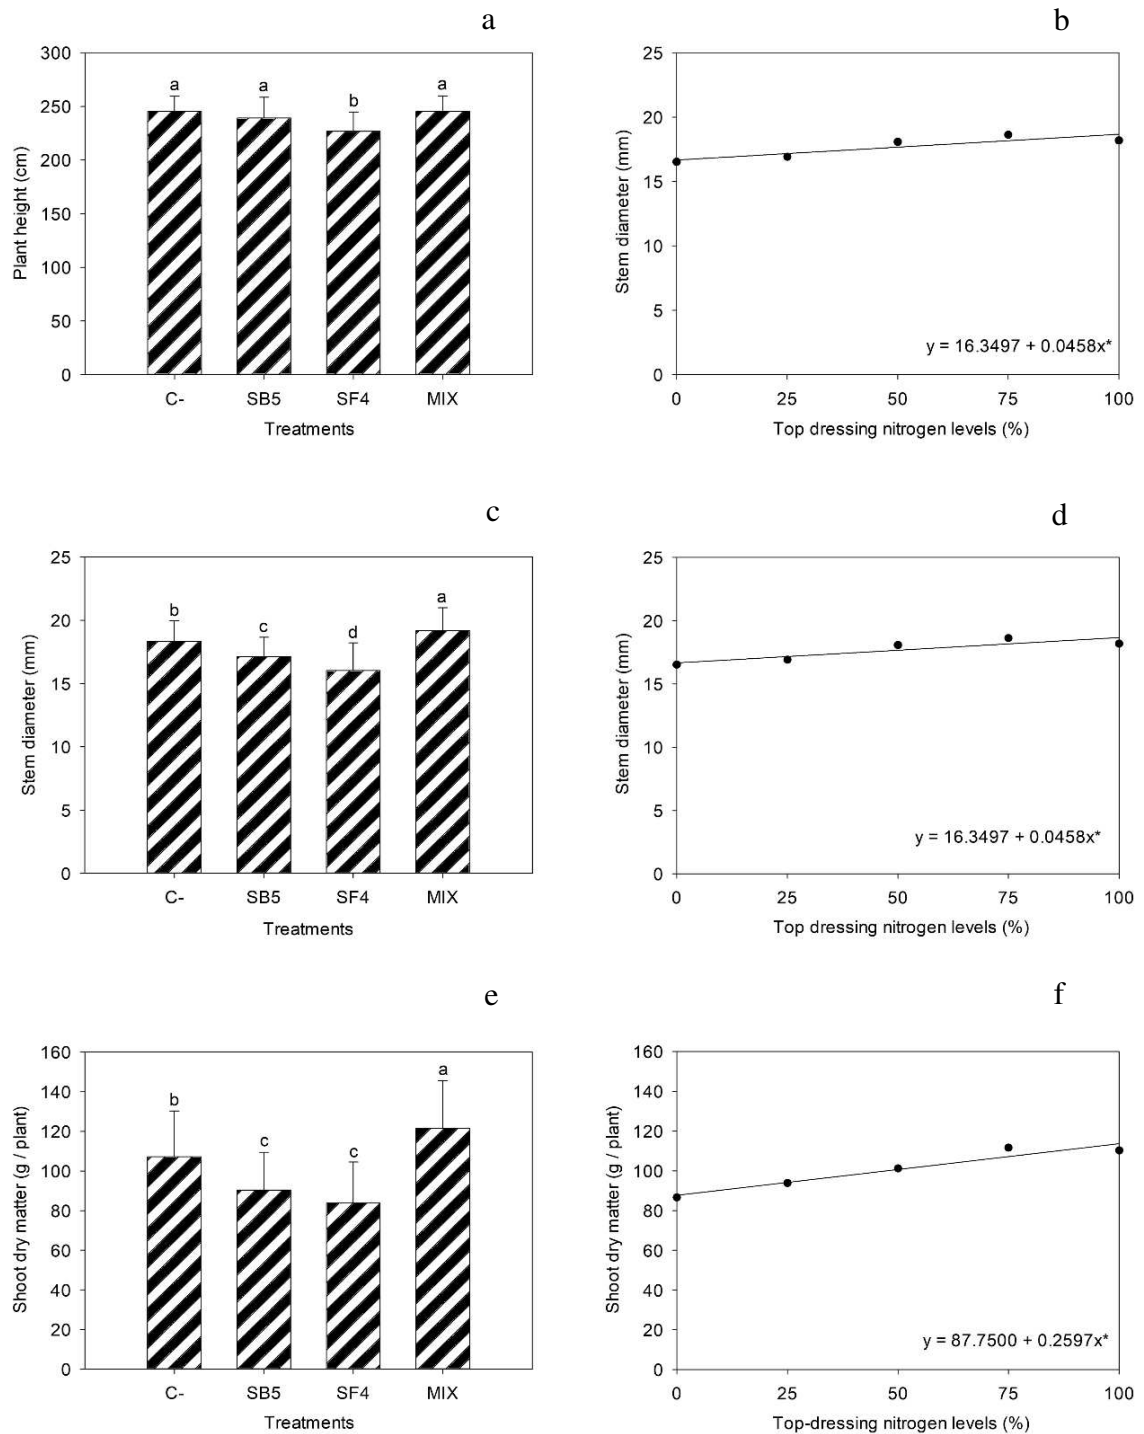 a
300
250
200
150
100
50
0
Plant height (cm)
a a b a
C- SB5 SF4 MIX
Treatments
b
25
20
15
10
5
0
Stem diameter (mm)
y = 16.3497 + 0.0458x*
0 25 50 75 100
Top dressing nitrogen levels (%)
c
25
20
15
10
5
0
Stem diameter (mm)
b c d a
C- SB5 SF4 MIX
Treatments
d
25
20
15
10
5
0
Stem diameter (mm)
y = 16.3497 + 0.0458x*
0 25 50 75 100
Top dressing nitrogen levels (%)
e
160
140
120
100
80
60
40
20
0
Shoot dry matter (g / plant)
b c c a
C- SB5 SF4 MIX
Treatments
f
160
140
120
100
80
60
40
20
0
Shoot dry matter (g / plant)
y = 87.7500 + 0.2597x*
0 25 50 75 100
Top-dressing nitrogen levels (%)